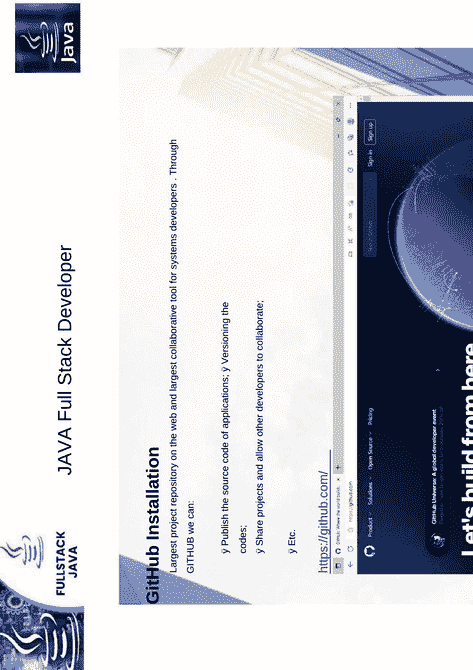 FULLSTACK
JAVA
JAVA Full Stack Developer
Java
GitHub Installation
Largest project repository on the web and largest collaborative tool for systems developers . Through
GITHUB we can:
ÿ Publish the source code of applications; ÿ Versioning the
codes;
ÿ Share projects and allow other developers to collaborate;
ÿ Etc.
https://github.com/
https://github.com
Product
Solutions
Open Source
Pricing
Sign in
Sign up
GitHub Universe: A global developer event
Let's build from here